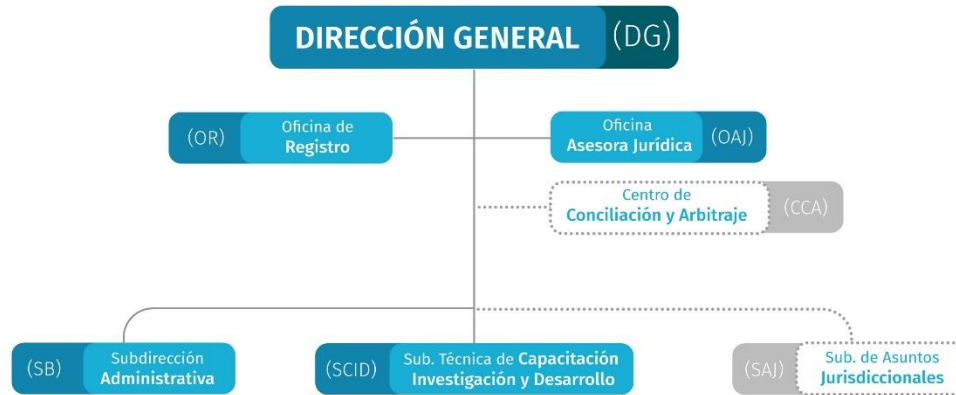 DIRECCIÓN GENERAL (DG)
(OR) Oficina de
Registro
Oficina
Asesora Jurídica (OAJ)
Centro de
Conciliación y Arbitraje (CCA)
(SB) Subdirección
Administrativa
(SCID) Sub. Técnica de Capacitación
Investigación y Desarrollo
(SAJ) Sub. de Asuntos
Jurisdiccionales